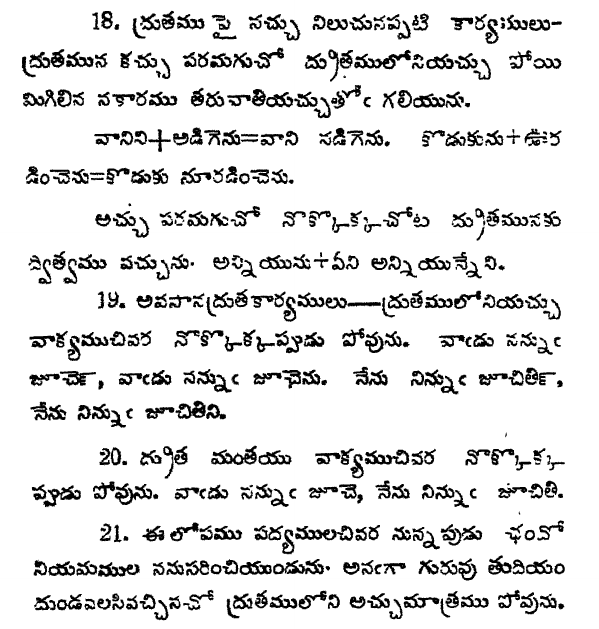 18. ద్రుతము పై నచ్చు నిలుచునప్పటి కార్యములు–
ద్రుతమున కచ్చు పరమగుచో ద్రుతములోనియచ్చు పోయి
మిగిలిన నకారము తరువాతియచ్చుతోఁ గలియును.
వానిని+అడిగెను=వాని నడిగెను. కొడుకును+ఊర
డించెను=కొడుకు నూరడించెను.
అచ్చు పరమగుచో నొక్కొక్కచోట ద్రుతమునకు
ద్విత్వము వచ్చును. అన్నియును+ఏని అన్నియున్నేని.
19. అవసానద్రుతకార్యములు—ద్రుతములోనియచ్చు
వాక్యముచివర నొక్కొక్కప్పుడు పోవును. వాఁడు నన్నుఁ
జూచెన్, వాఁడు నన్నుఁ జూచెను. నేను నిన్నుఁ జూచితిన్,
నేను నిన్నుఁ జూచితిని.
20. ద్రుత మంతయు వాక్యముచివర నొక్కొక్క
ప్పుడు పోవును. వాఁడు నన్నుఁ జూచె, నేను నిన్నుఁ జూచితి.
21. ఈ లోపము పద్యములచివర నున్నపుడు ఛందో
నియమముల ననుసరించియుండును. అనఁగా గురువు తుదియం
దుండవలసివచ్చినచో ద్రుతములోని అచ్చుమాత్రము పోవును.